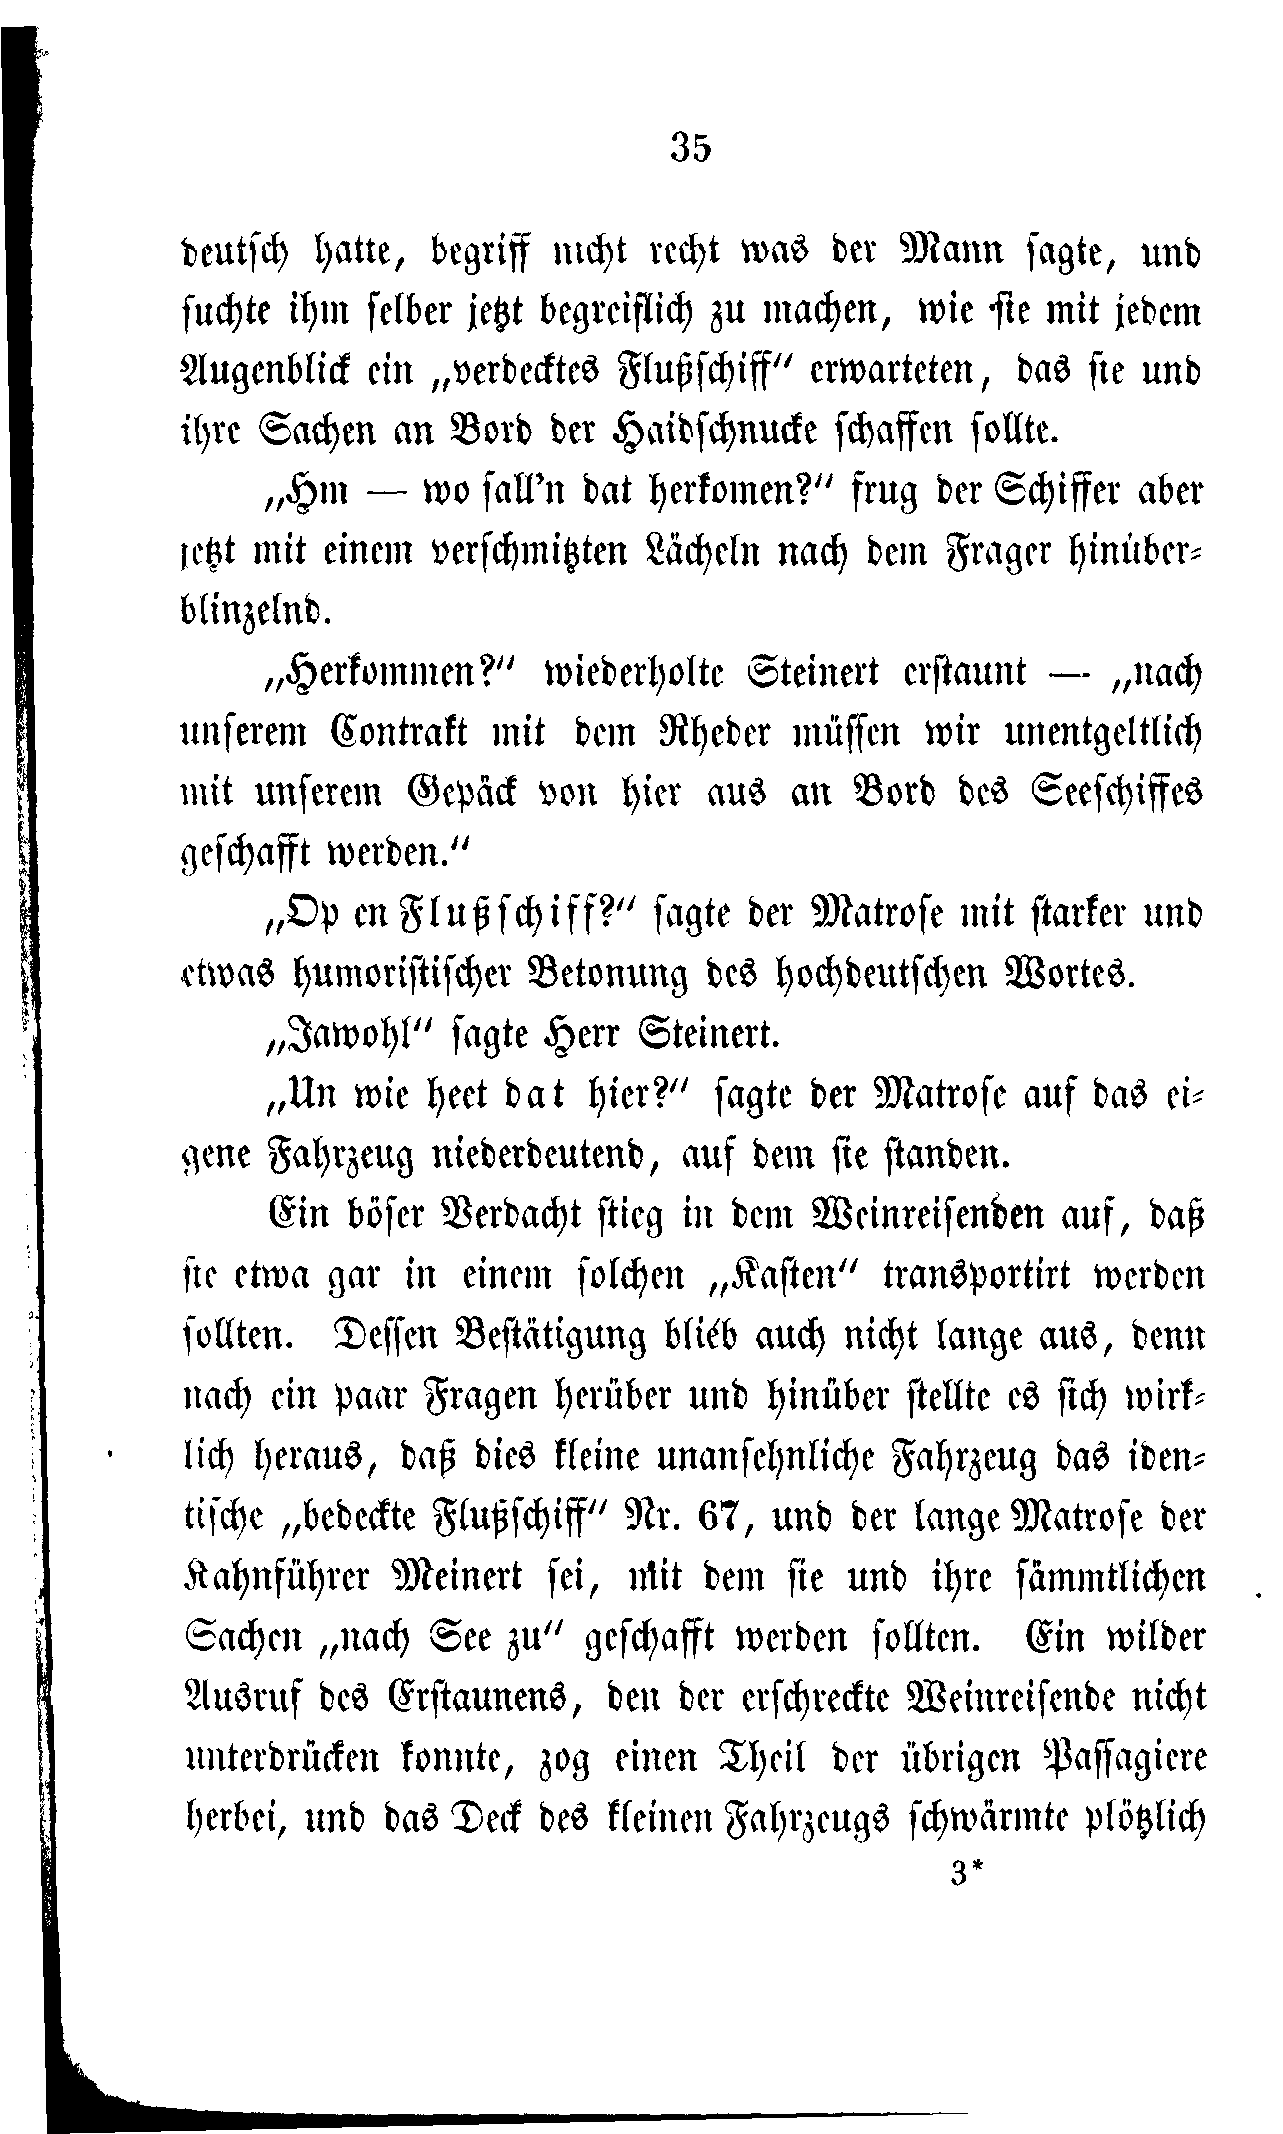 35
deutsch hatte, begriff nicht recht was der Mann sagte, und
suchte ihm selber jetzt begreiflich zu machen, wie sie mit jedem
Augenblick ein „verdecktes Flußschiff“ erwarteten, das sie und
ihre Sachen an Bord der Haidschnucke schaffen sollte.
„Hm — wo sall'n dat herkomen?“ frug der Schiffer aber
jetzt mit einem verschmitzten Lächeln nach dem Frager hinüber-
blinzelnd.
„Herkommen?“ wiederholte Steinert erstaunt — „nach
unserem Contrakt mit dem Rheder müssen wir unentgeltlich
mit unserem Gepäck von hier aus an Bord des Seeschiffes
geschafft werden.“
„Op en Flußschiff?“ sagte der Matrose mit starker und
etwas humoristischer Betonung des hochdeutschen Wortes.
„Jawohl“ sagte Herr Steinert.
„Un wie heet dat hier?“ sagte der Matrose auf das ei-
gene Fahrzeug niederdeutend, auf dem sie standen.
Ein böser Verdacht stieg in dem Weinreisenden auf, daß
sie etwa gar in einem solchen „Kasten“ transportirt werden
sollten. Dessen Bestätigung blieb auch nicht lange aus, denn
nach ein paar Fragen herüber und hinüber stellte es sich wirk-
lich heraus, daß dies kleine unansehnliche Fahrzeug das iden-
tische „bedeckte Flußschiff“ Nr. 67, und der lange Matrose der
Kahnführer Meinert sei, mit dem sie und ihre sämmtlichen
Sachen „nach See zu“ geschafft werden sollten. Ein wilder
Ausruf des Erstaunens, den der erschreckte Weinreisende nicht
unterdrücken konnte, zog einen Theil der übrigen Passagiere
herbei, und das Deck des kleinen Fahrzeugs schwärmte plötzlich
3*